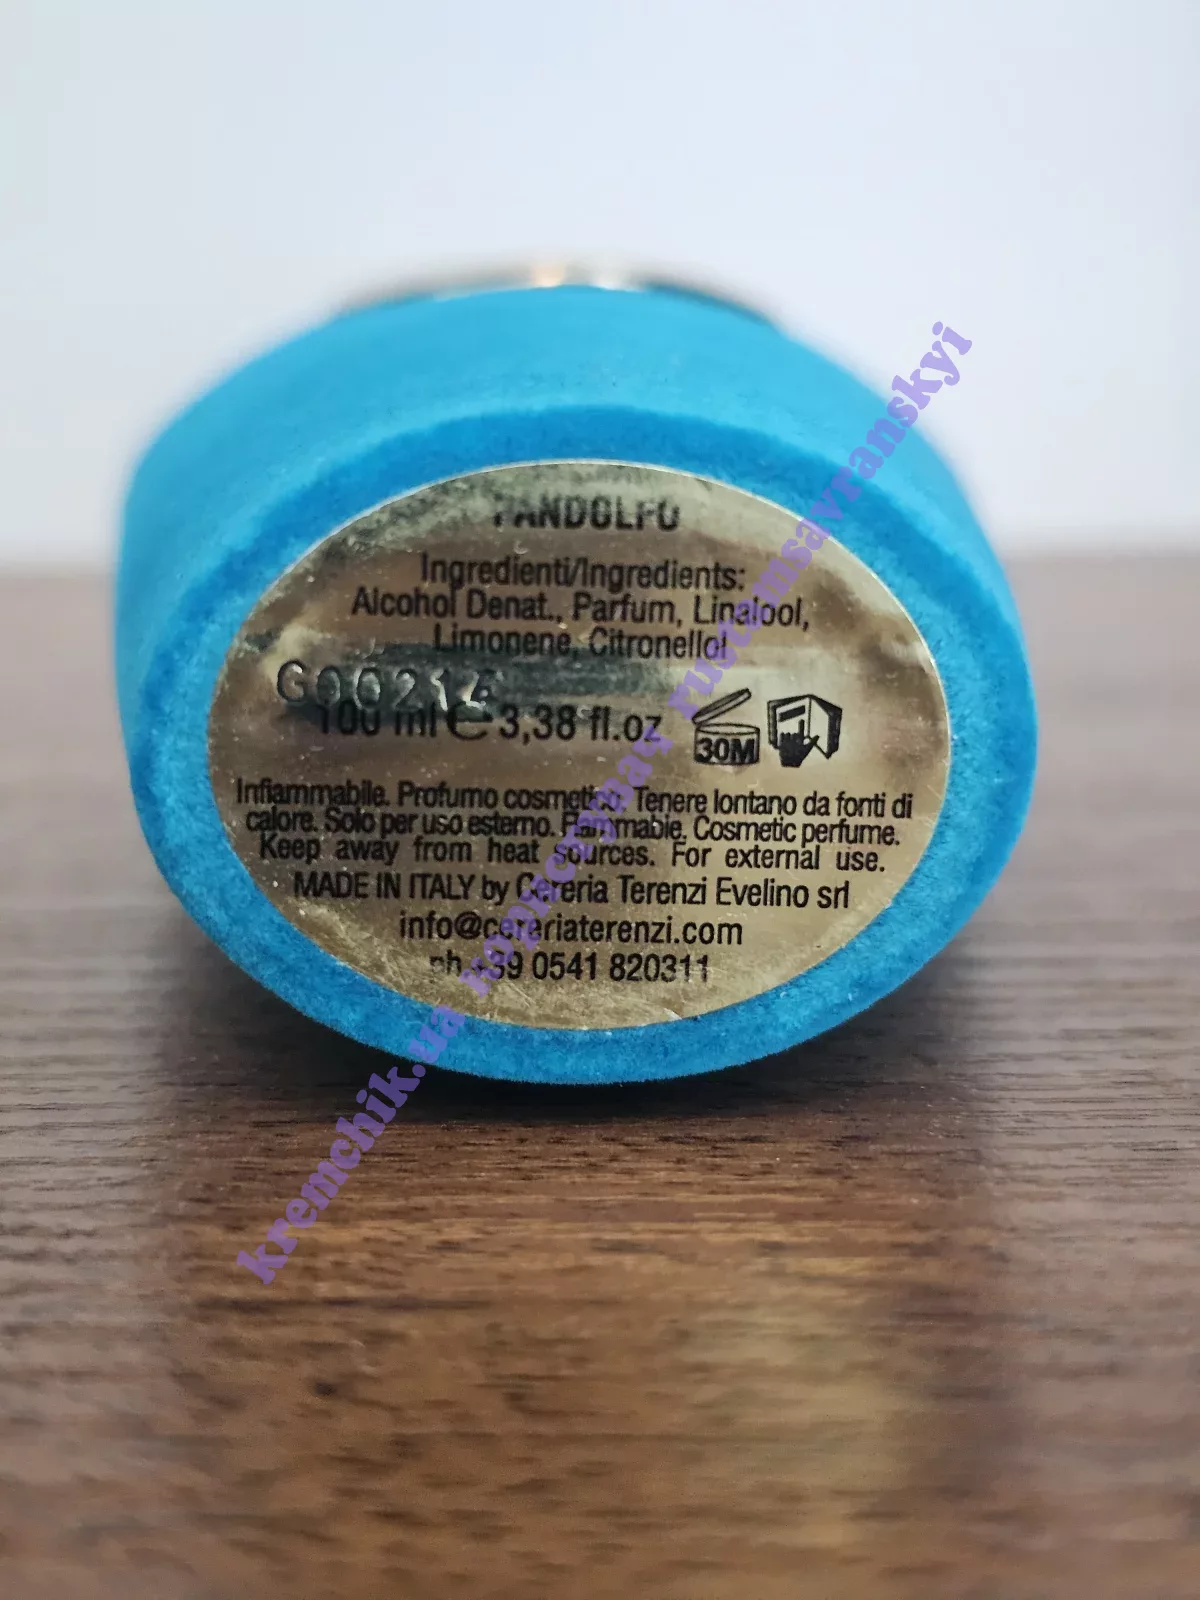 PANDOLFO
Ingredienti/Ingredients:
Alcohol Denat., Parfum, Linalool,
Limonene, Citronellol
G00214
100 ml e 3,38 fl.oz
30M
Infiammabile. Profumo cosmetico. Tenere lontano da fonti di
calore. Solo per uso esterno. Flammable. Cosmetic perfume.
Keep away from heat sources. For external use.
MADE IN ITALY by Cereria Terenzi Evelino srl
info@cereriaterenzi.com
ph +39 0541 820311
kremchik.ua користувач rustamsavranskyi